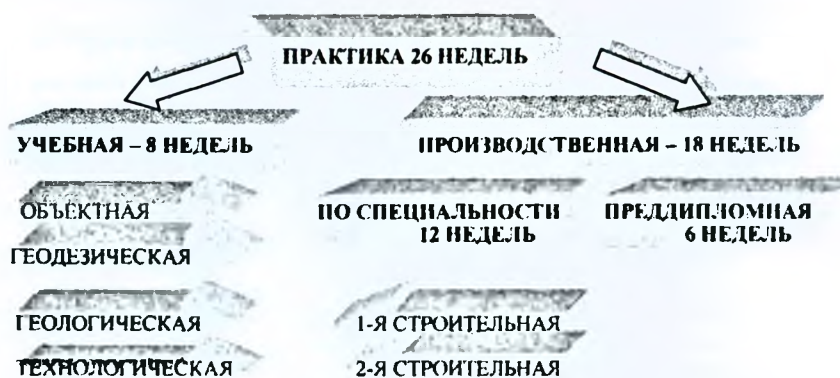 ПРАКТИКА 26 НЕДЕЛЬ
УЧЕБНАЯ – 8 НЕДЕЛЬ
ПРОИЗВОДСТВЕННАЯ – 18 НЕДЕЛЬ
ОБЪЕКТНАЯ
ПО СПЕЦИАЛЬНОСТИ
12 НЕДЕЛЬ
ПРЕДДИПЛОМНАЯ
6 НЕДЕЛЬ
ГЕОДЕЗИЧЕСКАЯ
ГЕОЛОГИЧЕСКАЯ
1-Я СТРОИТЕЛЬНАЯ
ТЕХНОЛОГИЧЕСКАЯ
2-Я СТРОИТЕЛЬНАЯ